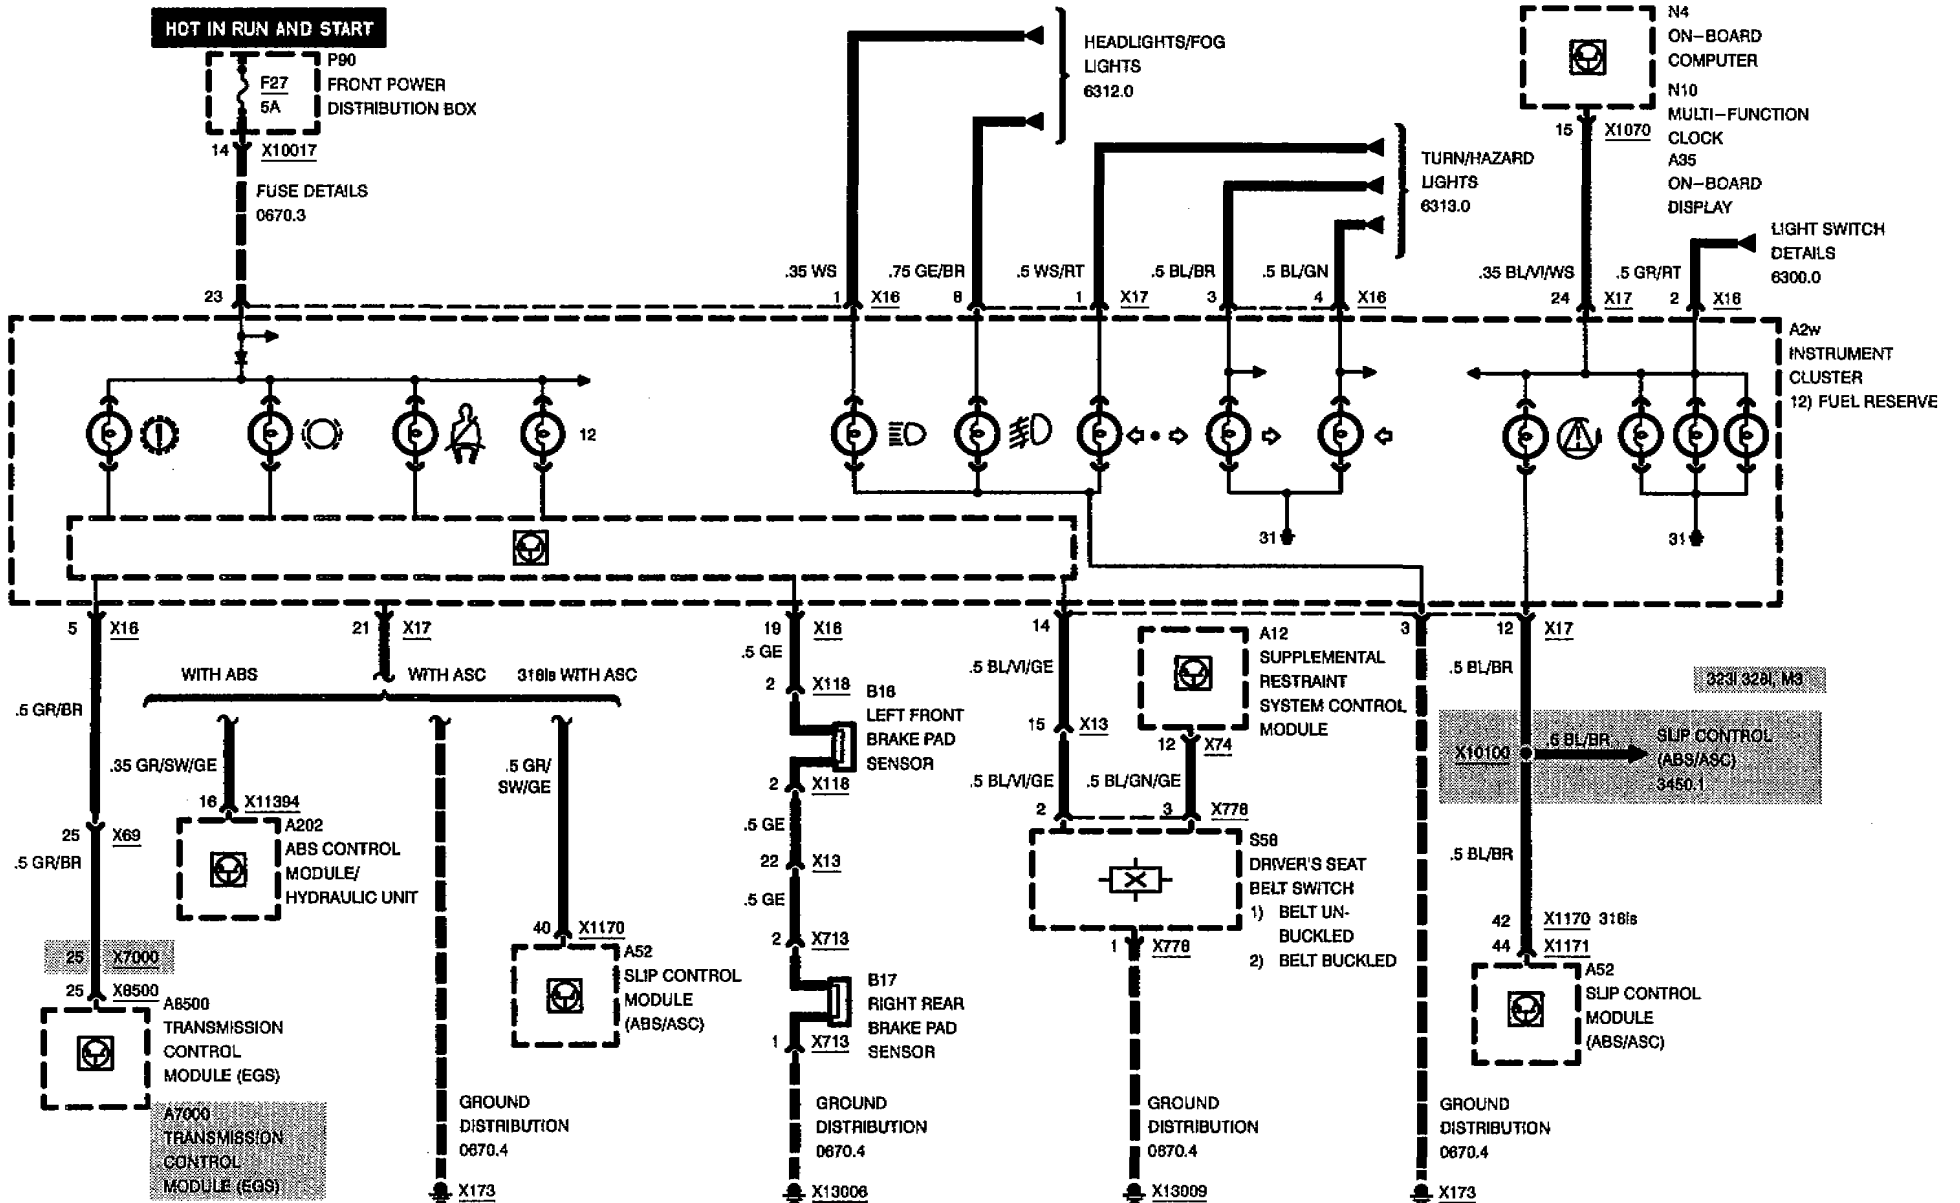 HOT IN RUN AND START
P90
FRONT POWER
DISTRIBUTION BOX
F27
5A
14 X10017
FUSE DETAILS
0670.3
HEADLIGHTS/FOG
LIGHTS
6312.0
TURN/HAZARD
LIGHTS
6313.0
N4
ON-BOARD
COMPUTER
N10
MULTI-FUNCTION
CLOCK
A35
ON-BOARD
DISPLAY
15 X1070
LIGHT SWITCH
DETAILS
6300.0
.35 WS
.75 GE/BR
.5 WS/RT
.5 BL/BR
.5 BL/GN
.35 BL/VI/WS
.5 GR/RT
23
1 X16
8
1 X17
3
4 X16
24 X17
2 X16
A2w
INSTRUMENT
CLUSTER
12) FUEL RESERVE
12
31
31
5 X16
21 X17
19 X16
14
3
12 X17
WITH ABS
WITH ASC
318is WITH ASC
.5 GR/BR
.35 GR/SW/GE
.5 GR/
SW/GE
16 X11394
A202
ABS CONTROL
MODULE/
HYDRAULIC UNIT
25 X69
.5 GR/BR
25 X7000
25 X8500
A8500
TRANSMISSION
CONTROL
MODULE (EGS)
A7000
TRANSMISSION
CONTROL
MODULE (EGS)
40 X1170
A52
SLIP CONTROL
MODULE
(ABS/ASC)
GROUND
DISTRIBUTION
0670.4
X173
.5 GE
2 X118
B16
LEFT FRONT
BRAKE PAD
SENSOR
2 X118
.5 GE
22 X13
.5 GE
2 X713
B17
RIGHT REAR
BRAKE PAD
SENSOR
1 X713
GROUND
DISTRIBUTION
0670.4
X13006
.5 BL/VI/GE
15 X13
.5 BL/VI/GE
A12
SUPPLEMENTAL
RESTRAINT
SYSTEM CONTROL
MODULE
12 X74
.5 BL/GN/GE
2
3 X778
S58
DRIVER'S SEAT
BELT SWITCH
1) BELT UN-
BUCKLED
2) BELT BUCKLED
1 X778
GROUND
DISTRIBUTION
0670.4
X13009
GROUND
DISTRIBUTION
0670.4
X173
.5 BL/BR
323i 328i, M3
X10100
.5 BL/BR
SLIP CONTROL
(ABS/ASC)
3450.1
.5 BL/BR
42 X1170 318is
44 X1171
A52
SLIP CONTROL
MODULE
(ABS/ASC)